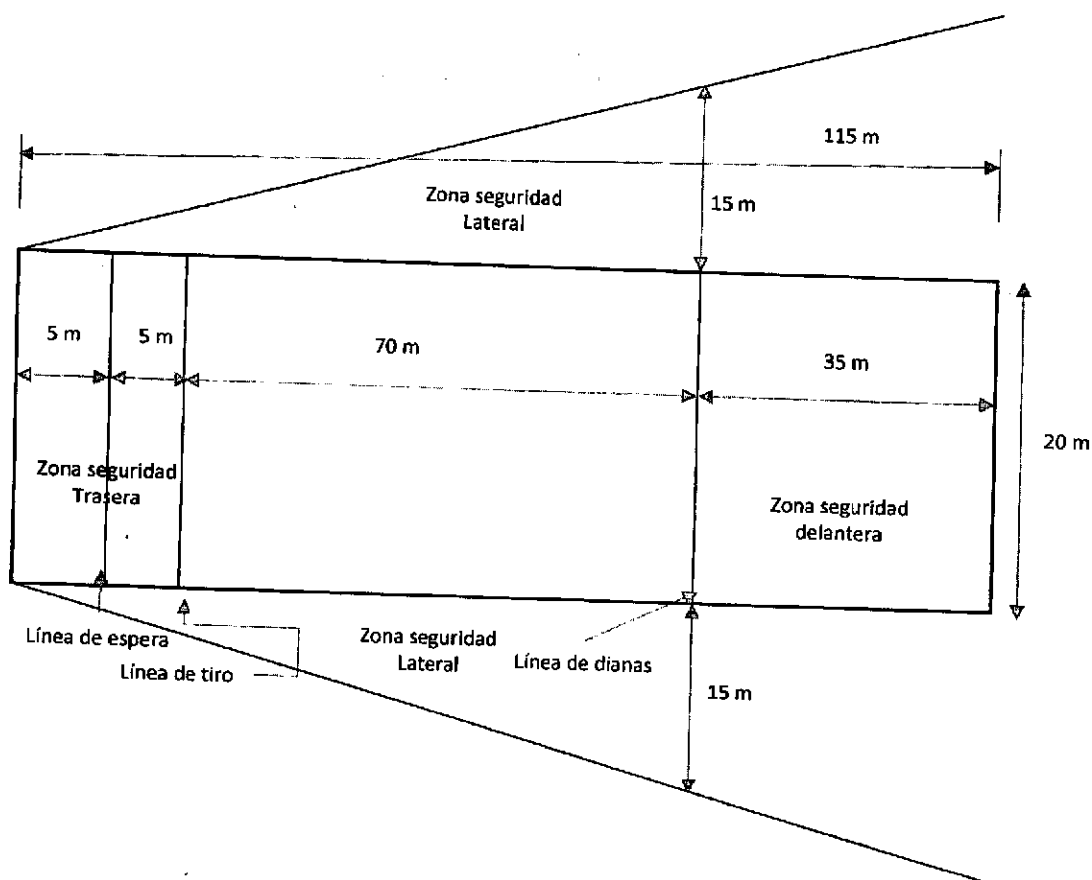 115 m
Zona seguridad
Lateral
15 m
5 m
5 m
70 m
35 m
20 m
Zona seguridad
Trasera
Zona seguridad
delantera
Línea de espera
Línea de tiro
Zona seguridad
Lateral
Línea de dianas
15 m